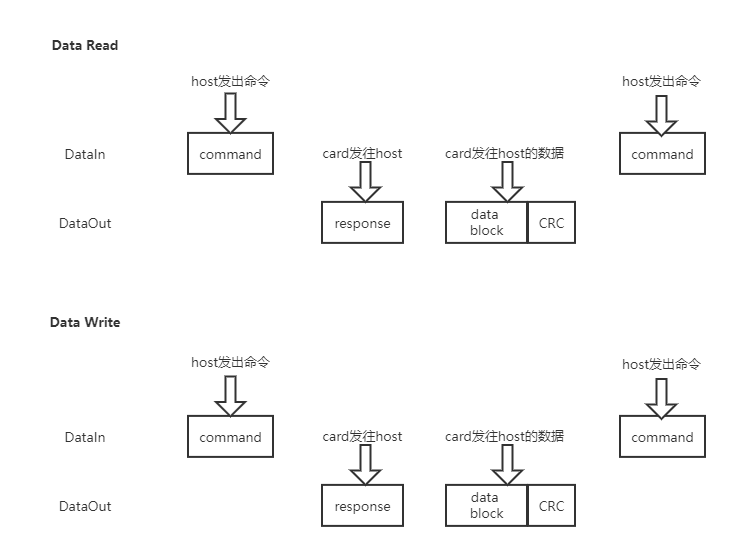 Data Read
host发出命令
host发出命令
DataIn
command
card发往host
card发往host的数据
command
DataOut
response
data
block
CRC
Data Write
host发出命令
host发出命令
DataIn
command
card发往host
card发往host的数据
command
DataOut
response
data
block
CRC